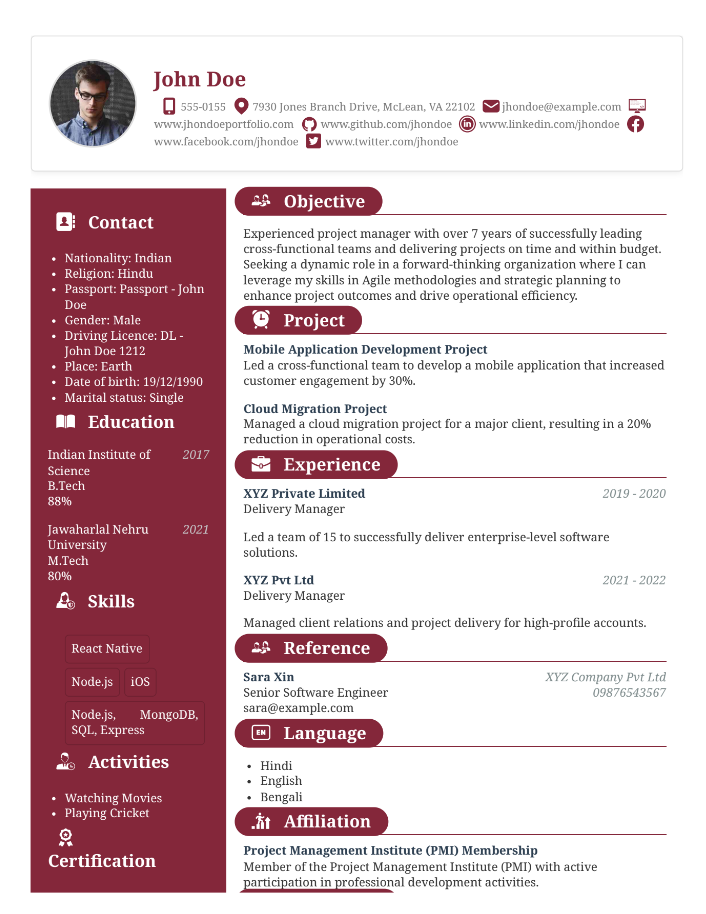 John Doe
555-0155 7930 Jones Branch Drive, McLean, VA 22102 jhondoe@example.com
www.jhondoeportfolio.com www.github.com/jhondoe www.linkedin.com/jhondoe
www.facebook.com/jhondoe www.twitter.com/jhondoe
Contact
• Nationality: Indian
• Religion: Hindu
• Passport: Passport - John
Doe
• Gender: Male
• Driving Licence: DL -
John Doe 1212
• Place: Earth
• Date of birth: 19/12/1990
• Marital status: Single
Education
Indian Institute of 2017
Science
B.Tech
88%
Jawaharlal Nehru 2021
University
M.Tech
80%
Skills
React Native
Node.js iOS
Node.js, MongoDB,
SQL, Express
Activities
• Watching Movies
• Playing Cricket
Certification
Objective
Experienced project manager with over 7 years of successfully leading
cross-functional teams and delivering projects on time and within budget.
Seeking a dynamic role in a forward-thinking organization where I can
leverage my skills in Agile methodologies and strategic planning to
enhance project outcomes and drive operational efficiency.
Project
Mobile Application Development Project
Led a cross-functional team to develop a mobile application that increased
customer engagement by 30%.
Cloud Migration Project
Managed a cloud migration project for a major client, resulting in a 20%
reduction in operational costs.
Experience
XYZ Private Limited 2019 - 2020
Delivery Manager
Led a team of 15 to successfully deliver enterprise-level software
solutions.
XYZ Pvt Ltd 2021 - 2022
Delivery Manager
Managed client relations and project delivery for high-profile accounts.
Reference
Sara Xin XYZ Company Pvt Ltd
Senior Software Engineer 09876543567
sara@example.com
EN Language
• Hindi
• English
• Bengali
Affiliation
Project Management Institute (PMI) Membership
Member of the Project Management Institute (PMI) with active
participation in professional development activities.